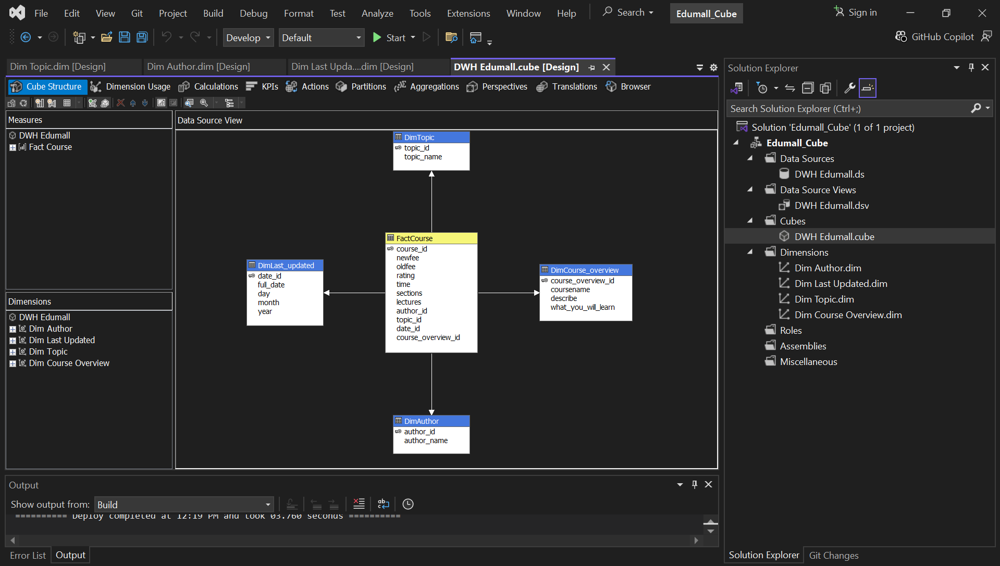 File Edit View Git Project Build Debug Format Test Analyze Tools Extensions Window Help Search Edumall_Cube Sign in
Develop Default Start GitHub Copilot
Dim Topic.dim [Design] Dim Author.dim [Design] Dim Last Upda....dim [Design] DWH Edumall.cube [Design]
Cube Structure Dimension Usage Calculations KPIs Actions Partitions Aggregations Perspectives Translations Browser
Measures
DWH Edumall
Fact Course
Dimensions
DWH Edumall
Dim Author
Dim Last Updated
Dim Topic
Dim Course Overview
Data Source View
DimTopic
topic_id
topic_name
FactCourse
course_id
newfee
oldfee
rating
time
sections
lectures
author_id
topic_id
date_id
course_overview_id
DimLast_updated
date_id
full_date
day
month
year
DimCourse_overview
course_overview_id
coursename
describe
what_you_will_learn
DimAuthor
author_id
author_name
Output
Show output from: Build
========== Deploy completed at 12:19 PM and took 03.760 seconds ==========
Error List Output
Solution Explorer
Search Solution Explorer (Ctrl+;)
Solution 'Edumall_Cube' (1 of 1 project)
Edumall_Cube
Data Sources
DWH Edumall.ds
Data Source Views
DWH Edumall.dsv
Cubes
DWH Edumall.cube
Dimensions
Dim Author.dim
Dim Last Updated.dim
Dim Topic.dim
Dim Course Overview.dim
Roles
Assemblies
Miscellaneous
Solution Explorer Git Changes